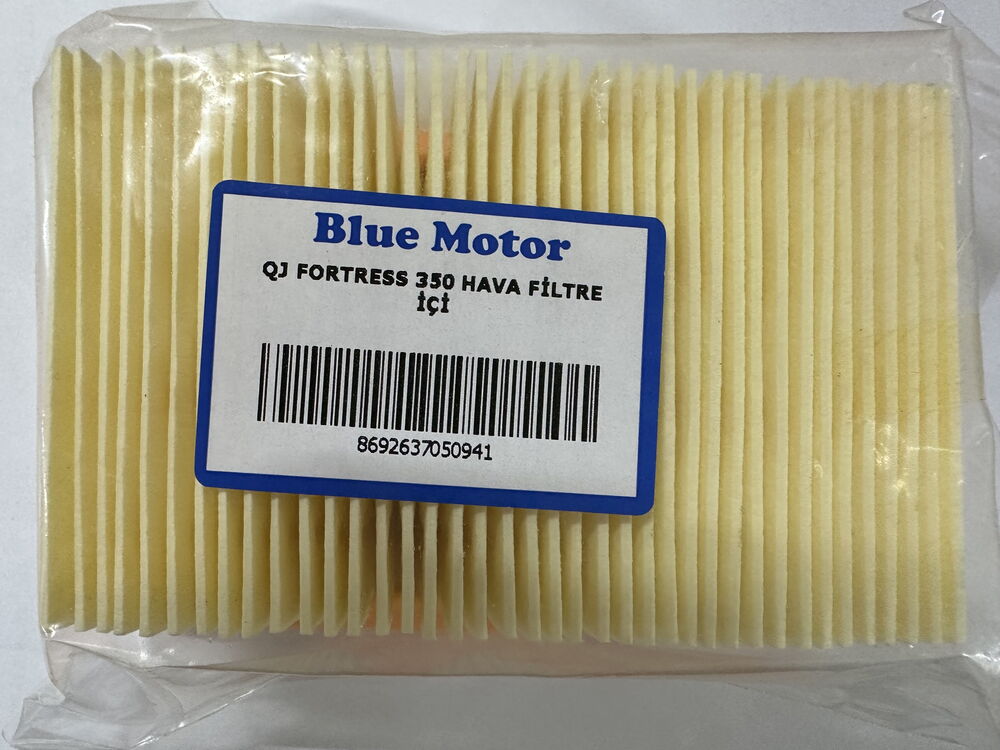 Blue Motor
QJ FORTRESS 350 HAVA FİLTRE
İÇİ
8692637050941